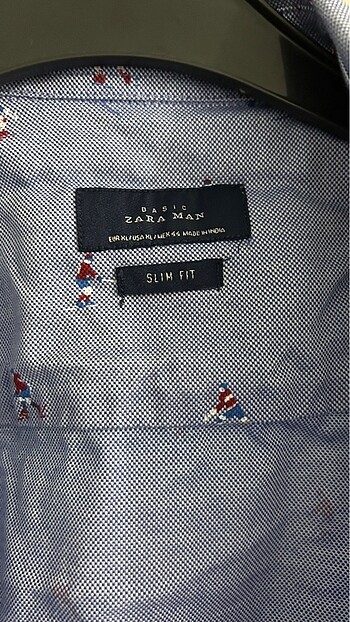 BASIC
ZARA MAN
EUR XL/USA XL/MEX 44 MADE IN INDIA
SLIM FIT